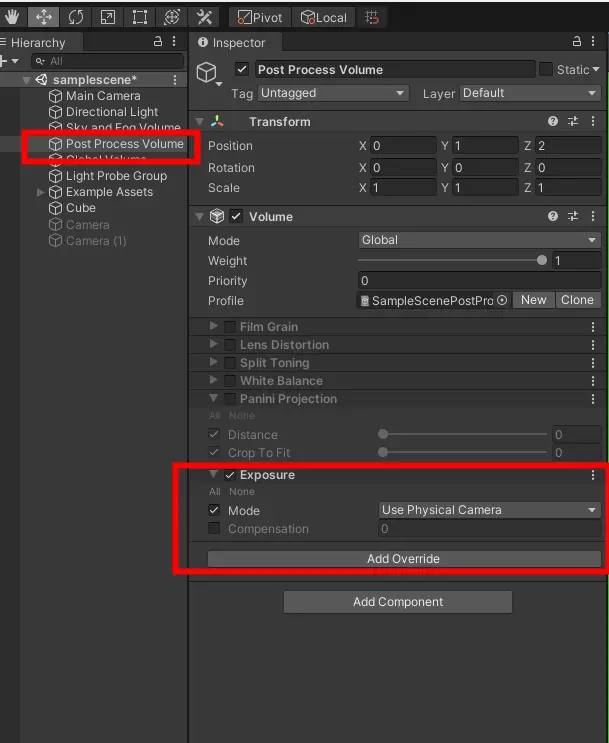 Pivot Local
Hierarchy
All
samplescene*
Main Camera
Directional Light
Sky and Fog Volume
Post Process Volume
Global Volume
Light Probe Group
Example Assets
Cube
Camera
Camera (1)
Inspector
Post Process Volume Static
Tag Untagged Layer Default
Transform
Position X 0 Y 1 Z 2
Rotation X 0 Y 0 Z 0
Scale X 1 Y 1 Z 1
Volume
Mode Global
Weight 1
Priority 0
Profile SampleScenePostPro New Clone
Film Grain
Lens Distortion
Split Toning
White Balance
Panini Projection
All None
Distance 0
Crop To Fit 0
Exposure
All None
Mode Use Physical Camera
Compensation 0
Add Override
Add Component